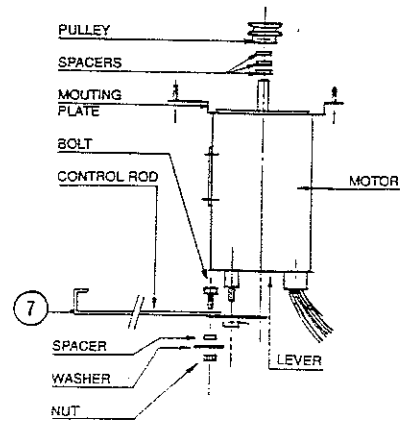 PULLEY
SPACERS
MOUTING
PLATE
BOLT
CONTROL ROD
MOTOR
7
SPACER
WASHER
NUT
LEVER